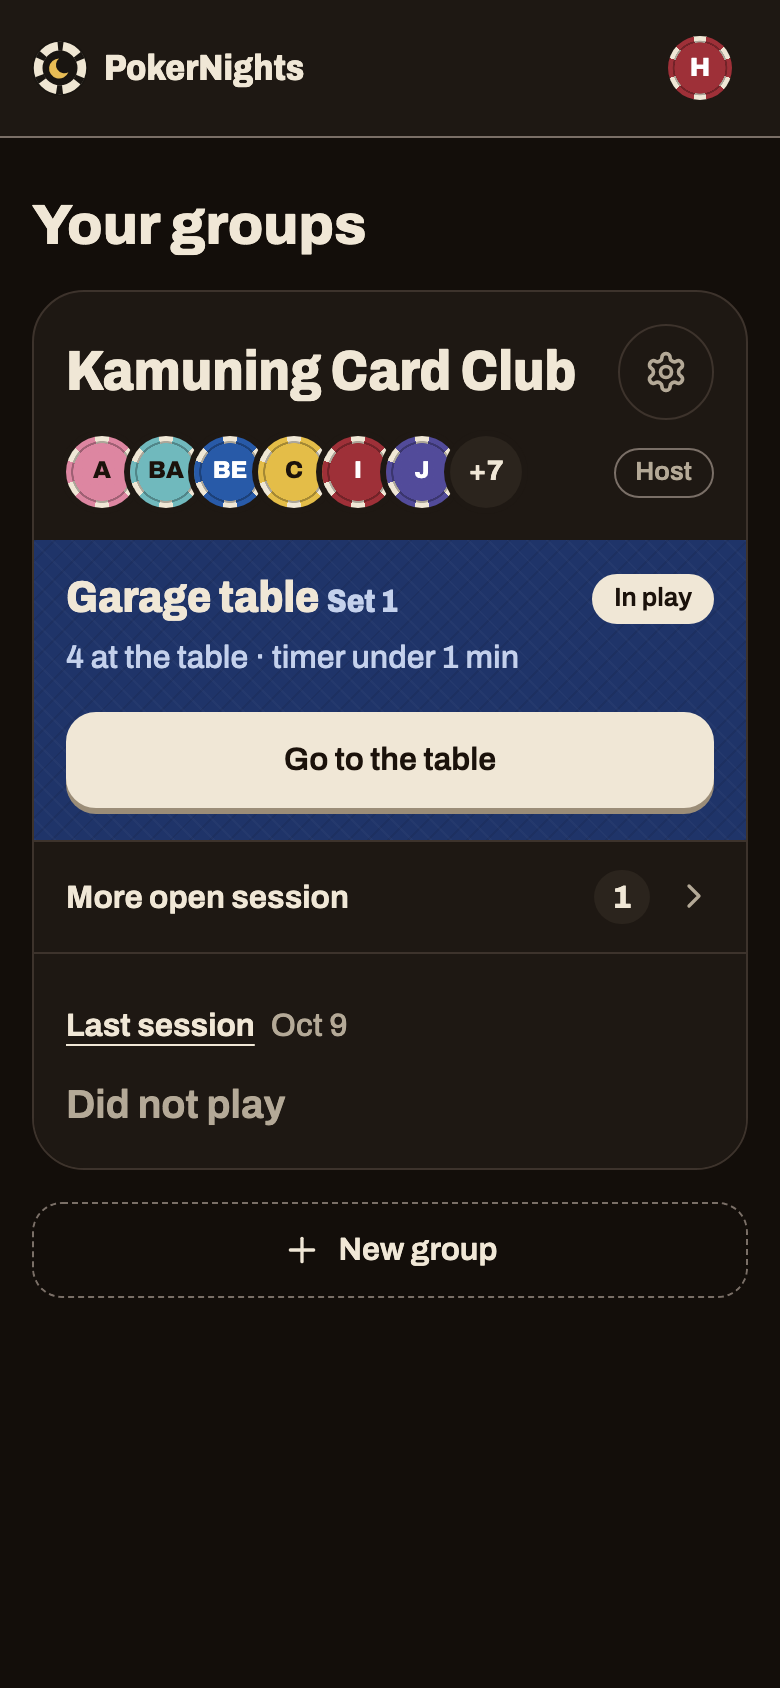 PokerNights
H
Your groups
Kamuning Card Club
A BA BE C I J +7
Host
Garage table Set 1
In play
4 at the table · timer under 1 min
Go to the table
More open session
1
Last session Oct 9
Did not play
New group